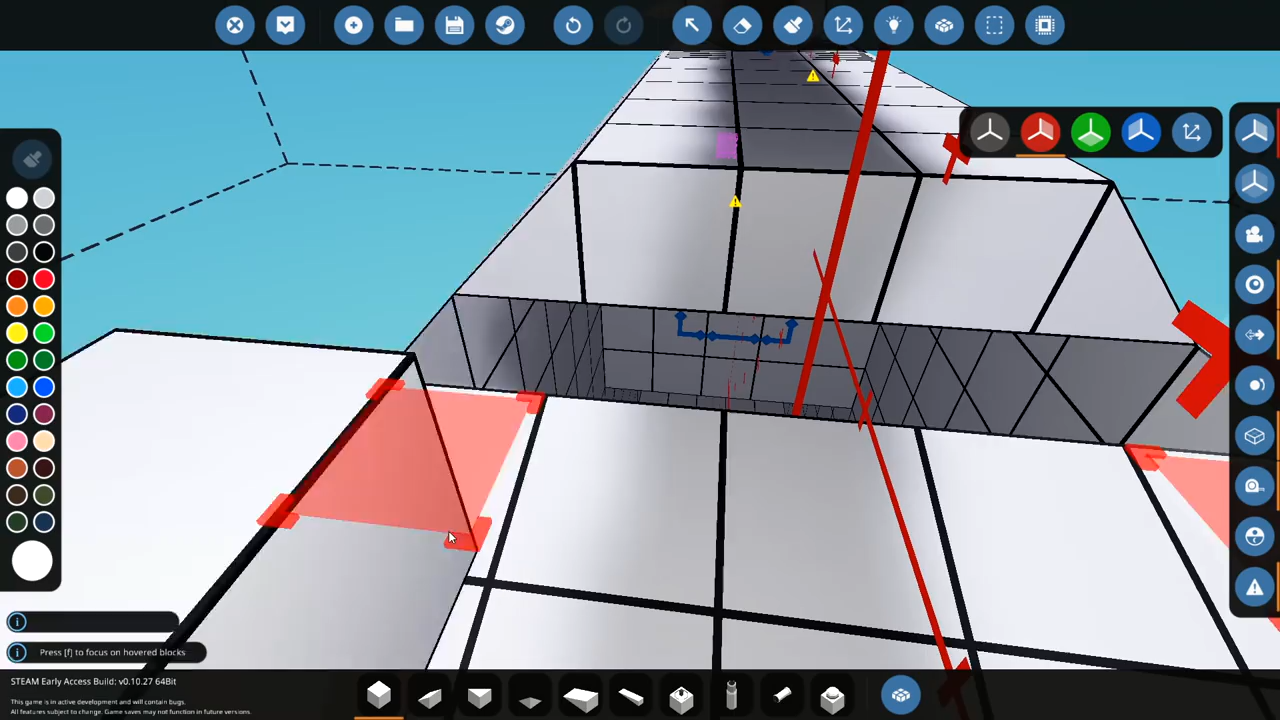 Press [f] to focus on hovered blocks
STEAM Early Access Build: v0.10.27 64Bit
This game is in active development and will contain bugs.
All features subject to change. Game saves may not function in future versions.